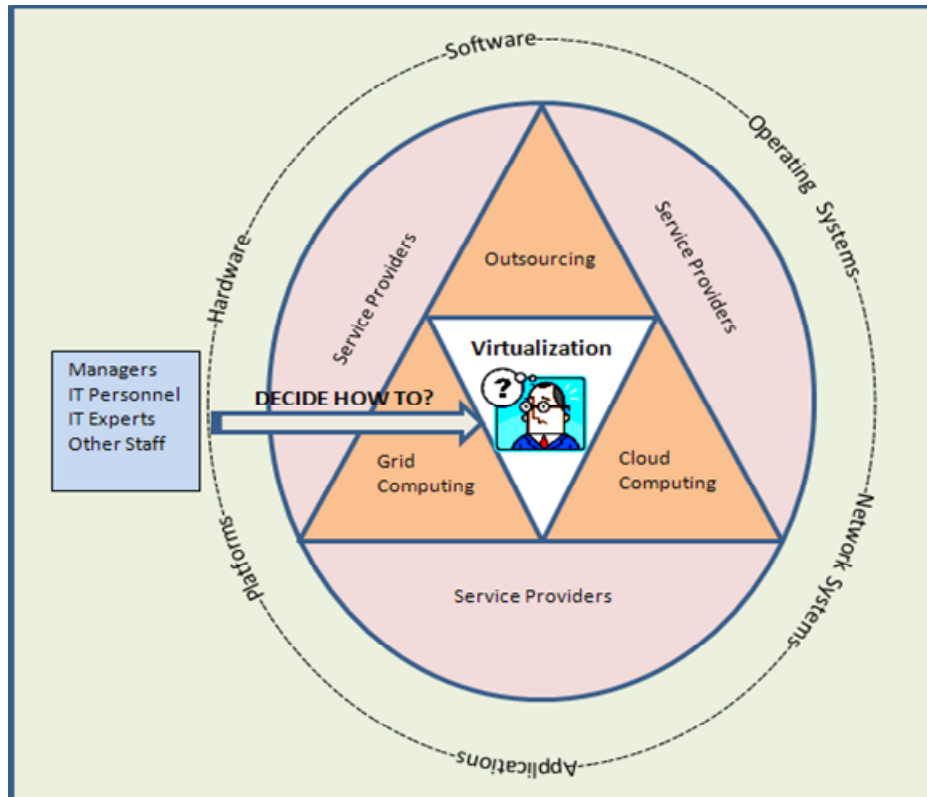 Software
Operating Systems
Hardware
Service Providers
Service Providers
Outsourcing
Virtualization
?
Managers
IT Personnel
IT Experts
Other Staff
DECIDE HOW TO?
Grid
Computing
Cloud
Computing
Platforms
Network Systems
Service Providers
Applications